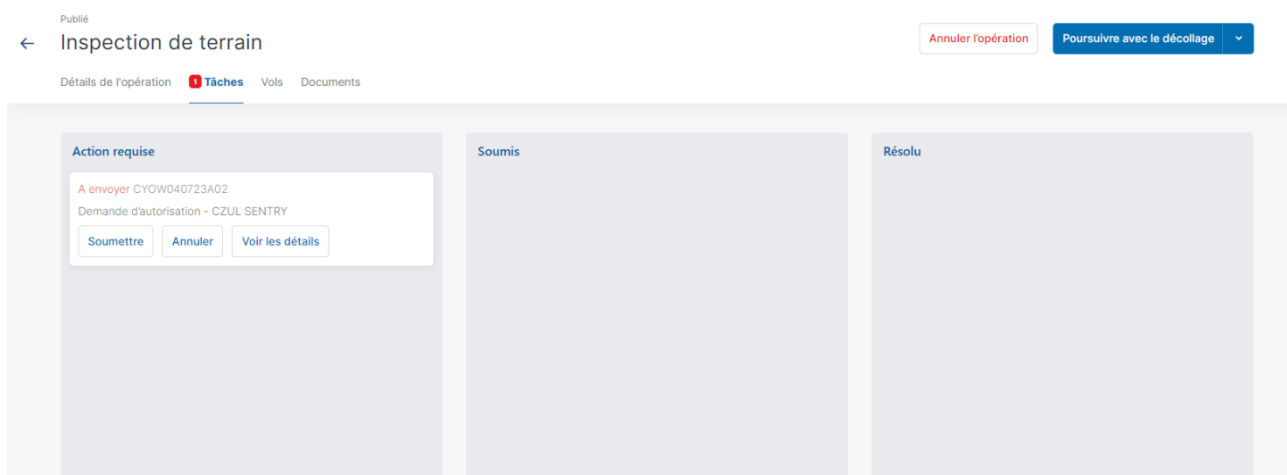 Publié
Inspection de terrain
Annuler l'opération
Poursuivre avec le décollage
Détails de l'opération
1 Tâches
Vols
Documents
Action requise
A envoyer CYOW040723A02
Demande d'autorisation - CZUL SENTRY
Soumettre
Annuler
Voir les détails
Soumis
Résolu